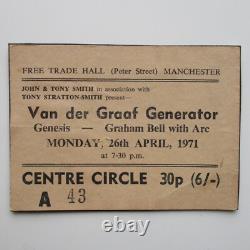 FREE TRADE HALL (Peter Street) MANCHESTER
JOHN & TONY SMITH in association with
TONY STRATTON-SMITH present—
Van der Graaf Generator
Genesis — Graham Bell with Arc
MONDAY, 26th APRIL, 1971
at 7-30 p.m.
CENTRE CIRCLE 30p (6/-)
A 43